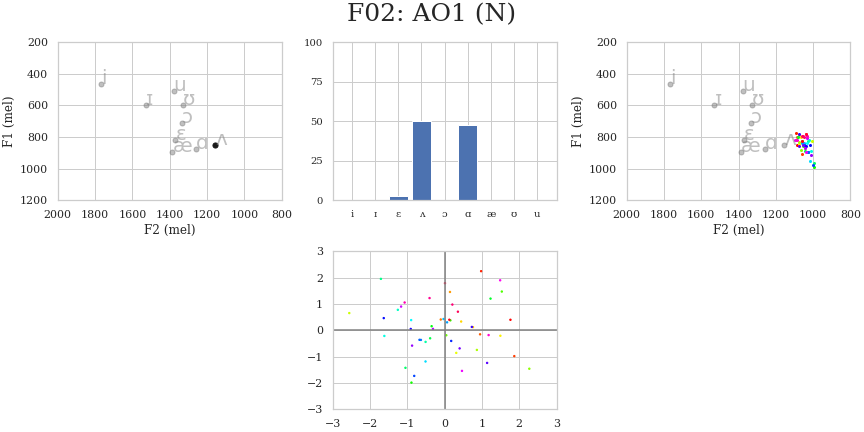 F02: AO1 (N)
200
400
600
800
1000
1200
F1 (mel)
2000 1800 1600 1400 1200 1000 800
F2 (mel)
i
ɪ
u
ʊ
ɔ
ɛ
æ
ɑ
ʌ
100
75
50
25
0
i ɪ ɛ ʌ ɔ ɑ æ ʊ u
200
400
600
800
1000
1200
F1 (mel)
2000 1800 1600 1400 1200 1000 800
F2 (mel)
i
ɪ
u
ʊ
ɔ
ɛ
æ
ɑ
ʌ
3
2
1
0
−1
−2
−3
−3 −2 −1 0 1 2 3